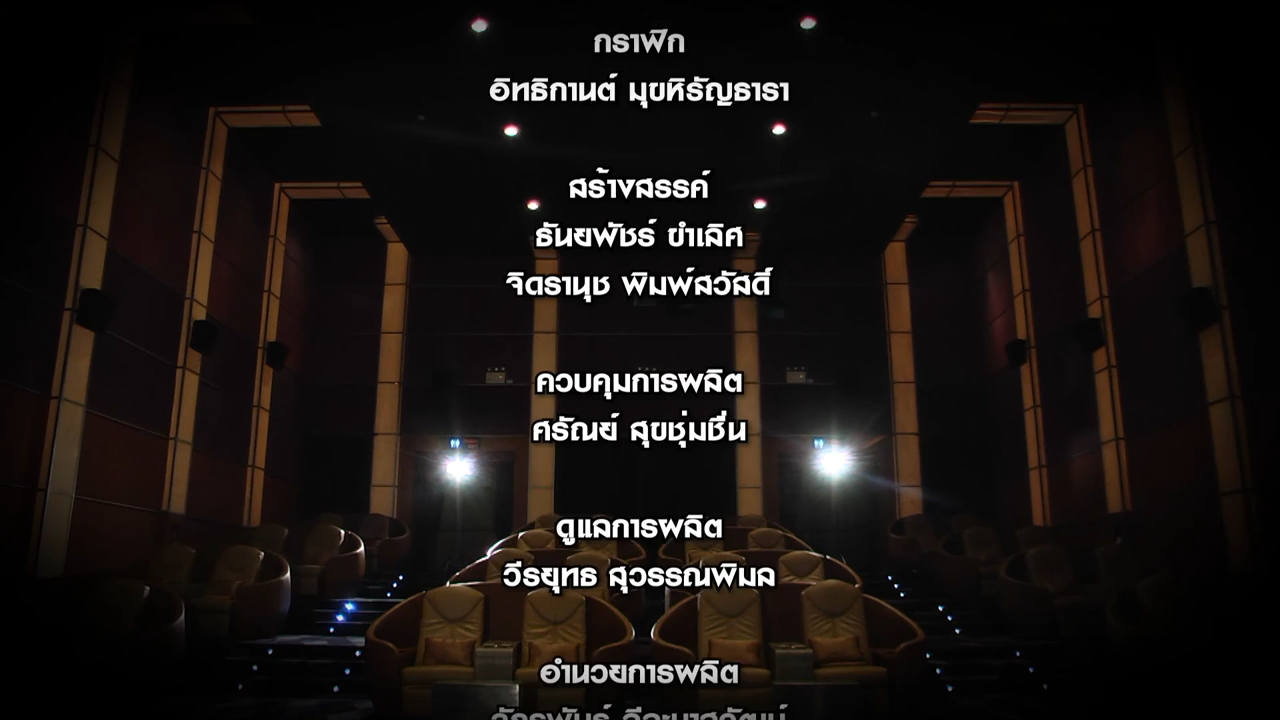 กราฟิก
อิทธิกานต์ มุขหิรัญธารา
สร้างสรรค์
ธันยพัชร์ ขำเลิศ
จิดรานุช พิมพ์สวัสดิ์
ควบคุมการผลิต
ศรัณย์ สุขชุ่มชื่น
ดูแลการผลิต
วีรยุทธ สุวรรณพิมล
อำนวยการผลิต